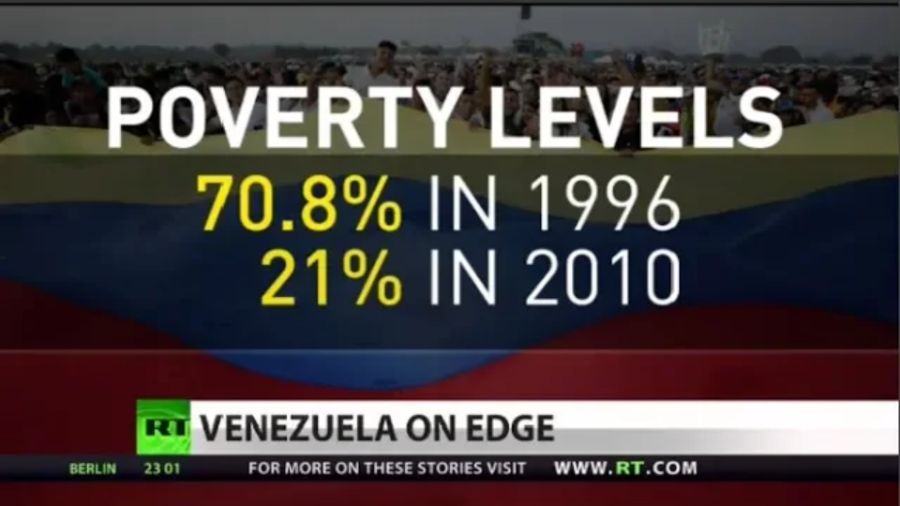 POVERTY LEVELS
70.8% IN 1996
21% IN 2010
RT VENEZUELA ON EDGE
BERLIN 23 01 FOR MORE ON THESE STORIES VISIT WWW.RT.COM